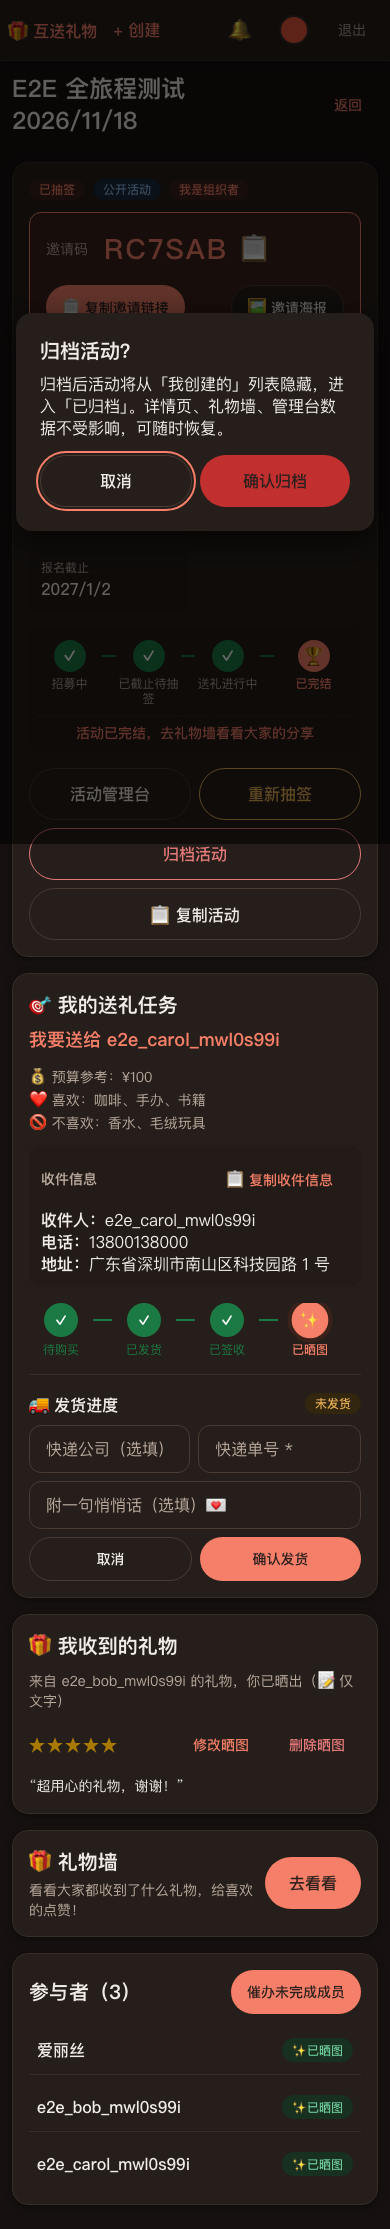 🎁 互送礼物 + 创建 🔔 退出
E2E 全旅程测试
2026/11/18
返回
已抽签 公开活动 我是组织者
邀请码 RC7SAB 📋
📋 复制邀请链接 🖼️ 邀请海报
归档活动?
归档后活动将从「我创建的」列表隐藏，进
入「已归档」。详情页、礼物墙、管理台数
据不受影响，可随时恢复。
取消 确认归档
报名截止
2027/1/2
✓ ✓ ✓ 🏆
招募中 已截止待抽签 送礼进行中 已完结
活动已完结，去礼物墙看看大家的分享
活动管理台 重新抽签
归档活动
📋 复制活动
🎯 我的送礼任务
我要送给 e2e_carol_mwl0s99i
💰 预算参考：¥100
❤️ 喜欢：咖啡、手办、书籍
🚫 不喜欢：香水、毛绒玩具
收件信息 📋 复制收件信息
收件人：e2e_carol_mwl0s99i
电话：13800138000
地址：广东省深圳市南山区科技园路 1 号
✓ ✓ ✓ ✨
待购买 已发货 已签收 已晒图
🚚 发货进度 未发货
快递公司（选填） 快递单号 *
附一句悄悄话（选填）💌
取消 确认发货
🎁 我收到的礼物
来自 e2e_bob_mwl0s99i 的礼物，你已晒出（📝 仅
文字）
★★★★★ 修改晒图 删除晒图
“超用心的礼物，谢谢！”
🎁 礼物墙
看看大家都收到了什么礼物，给喜欢
的点赞！
去看看
参与者（3） 催办未完成成员
爱丽丝 ✨已晒图
e2e_bob_mwl0s99i ✨已晒图
e2e_carol_mwl0s99i ✨已晒图